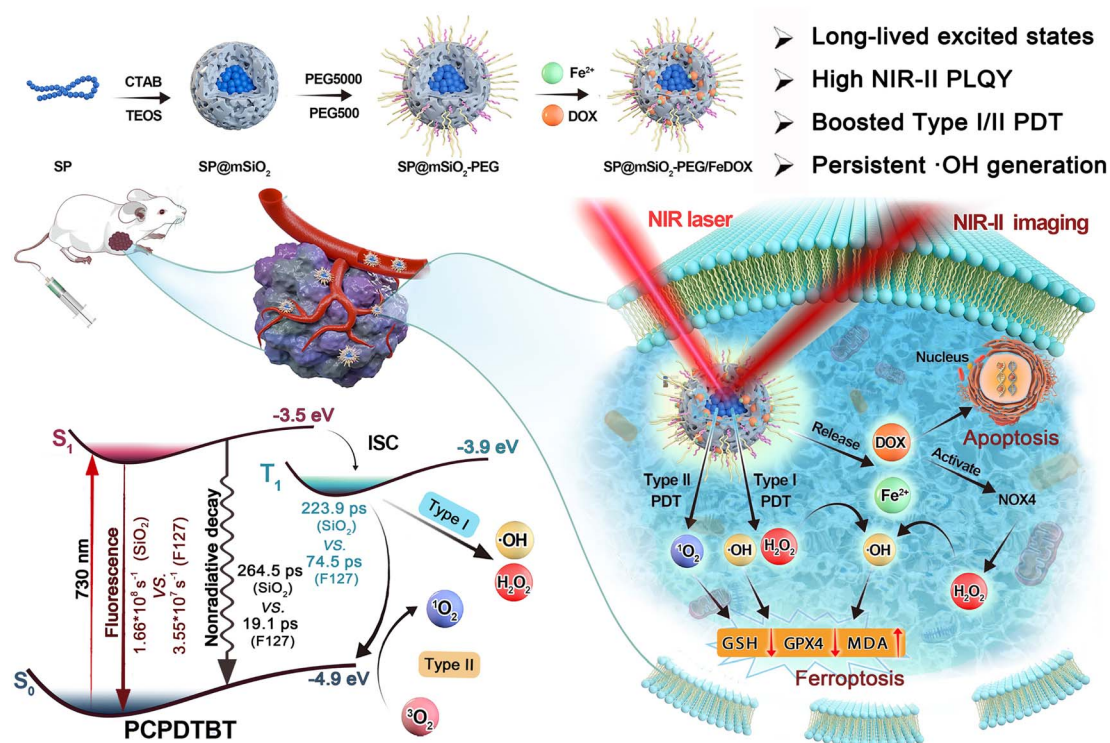 CTAB
TEOS
PEG5000
PEG500
Fe²⁺
DOX
SP
SP@mSiO₂
SP@mSiO₂-PEG
SP@mSiO₂-PEG/FeDOX
➤ Long-lived excited states
➤ High NIR-II PLQY
➤ Boosted Type I/II PDT
➤ Persistent ·OH generation
NIR laser
NIR-II imaging
Nucleus
Apoptosis
Release
DOX
Activate
Fe²⁺
NOX4
Type II
PDT
Type I
PDT
¹O₂
·OH
H₂O₂
·OH
H₂O₂
GSH
GPX4
MDA
Ferroptosis
S₁
-3.5 eV
ISC
T₁
-3.9 eV
223.9 ps
(SiO₂)
VS.
74.5 ps
(F127)
730 nm
Fluorescence
1.66*10⁸ s⁻¹ (SiO₂)
VS.
3.55*10⁷ s⁻¹ (F127)
Nonradiative decay
264.5 ps
(SiO₂)
VS.
19.1 ps
(F127)
Type I
·OH
H₂O₂
¹O₂
Type II
³O₂
S₀
-4.9 eV
PCPDTBT